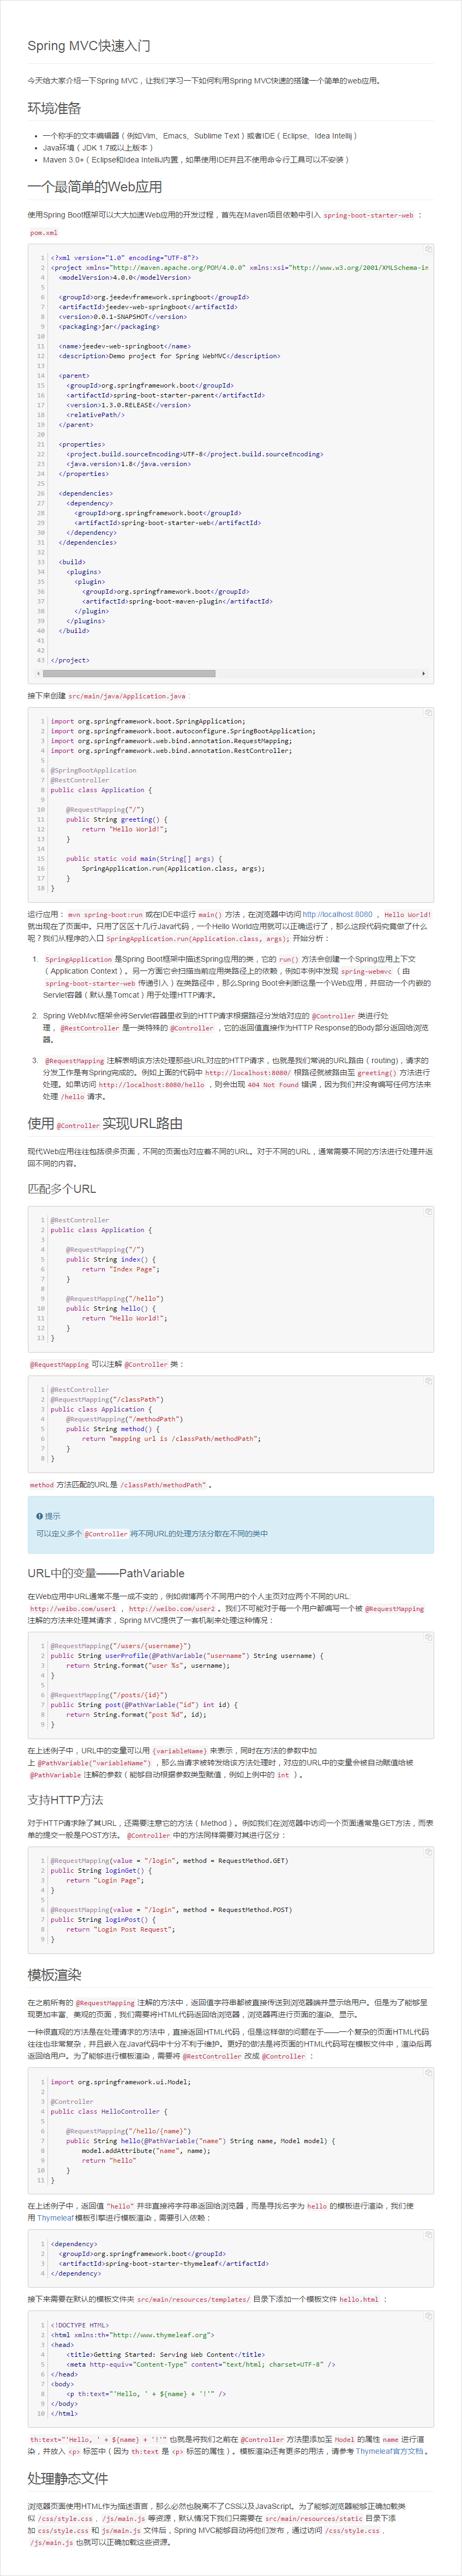 Spring MVC快速入门
今天给大家介绍一下Spring MVC，让我们学习一下如何利用Spring MVC快速的搭建一个简单的web应用。
环境准备
一个称手的文本编辑器（例如Vim、Emacs、Sublime Text）或者IDE（Eclipse、Idea Intellij）
Java环境（JDK 1.7或以上版本）
Maven 3.0+（Eclipse和Idea IntelliJ内置，如果使用IDE并且不使用命令行工具可以不安装）
一个最简单的Web应用
使用Spring Boot框架可以大大加速Web应用的开发过程，首先在Maven项目依赖中引入 spring-boot-starter-web ：
pom.xml
1 <?xml version="1.0" encoding="UTF-8"?>
2 <project xmlns="http://maven.apache.org/POM/4.0.0" xmlns:xsi="http://www.w3.org/2001/XMLSchema-in
3 <modelVersion>4.0.0</modelVersion>
4
5
6 <groupId>org.jeedevframework.springboot</groupId>
7 <artifactId>jeedev-web-springboot</artifactId>
8 <version>0.0.1-SNAPSHOT</version>
9 <packaging>jar</packaging>
10
11 <name>jeedev-web-springboot</name>
12 <description>Demo project for Spring WebMVC</description>
13
14 <parent>
15 <groupId>org.springframework.boot</groupId>
16 <artifactId>spring-boot-starter-parent</artifactId>
17 <version>1.3.0.RELEASE</version>
18 <relativePath/>
19 </parent>
20
21 <properties>
22 <project.build.sourceEncoding>UTF-8</project.build.sourceEncoding>
23 <java.version>1.8</java.version>
24 </properties>
25
26 <dependencies>
27 <dependency>
28 <groupId>org.springframework.boot</groupId>
29 <artifactId>spring-boot-starter-web</artifactId>
30 </dependency>
31 </dependencies>
32
33 <build>
34 <plugins>
35 <plugin>
36 <groupId>org.springframework.boot</groupId>
37 <artifactId>spring-boot-maven-plugin</artifactId>
38 </plugin>
39 </plugins>
40 </build>
41
42
43 </project>
接下来创建 src/main/java/Application.java :
1 import org.springframework.boot.SpringApplication;
2 import org.springframework.boot.autoconfigure.SpringBootApplication;
3 import org.springframework.web.bind.annotation.RequestMapping;
4 import org.springframework.web.bind.annotation.RestController;
5
6 @SpringBootApplication
7 @RestController
8 public class Application {
9
10 @RequestMapping("/")
11 public String greeting() {
12 return "Hello World!";
13 }
14
15 public static void main(String[] args) {
16 SpringApplication.run(Application.class, args);
17 }
18 }
运行应用： mvn spring-boot:run 或在IDE中运行 main() 方法，在浏览器中访问 http://localhost:8080 ， Hello World!
就出现在了页面中。只用了区区十几行Java代码，一个Hello World应用就可以正确运行了，那么这段代码究竟做了什么
呢？我们从程序的入口 SpringApplication.run(Application.class, args); 开始分析：
1. SpringApplication 是Spring Boot框架中描述Spring应用的类，它的 run() 方法会创建一个Spring应用上下文
（Application Context）。另一方面它会扫描当前应用类路径上的依赖，例如本例中发现 spring-webmvc （由
spring-boot-starter-web 传递引入）在类路径中，那么Spring Boot会判断这是一个Web应用，并启动一个内嵌的
Servlet容器（默认是Tomcat）用于处理HTTP请求。
2. Spring WebMvc框架会将Servlet容器里收到的HTTP请求根据路径分发给对应的 @Controller 类进行处
理， @RestController 是一类特殊的 @Controller ，它的返回值直接作为HTTP Response的Body部分返回给浏览
器。
3. @RequestMapping 注解表明该方法处理那些URL对应的HTTP请求，也就是我们常说的URL路由（routing)，请求的
分发工作是有Spring完成的。例如上面的代码中 http://localhost:8080/ 根路径就被路由至 greeting() 方法进行
处理。如果访问 http://localhost:8080/hello ，则会出现 404 Not Found 错误，因为我们并没有编写任何方法来
处理 /hello 请求。
使用 @Controller 实现URL路由
现代Web应用往往包括很多页面，不同的页面也对应着不同的URL。对于不同的URL，通常需要不同的方法进行处理并返
回不同的内容。
匹配多个URL
1 @RestController
2 public class Application {
3
4 @RequestMapping("/")
5 public String index() {
6 return "Index Page";
7 }
8
9 @RequestMapping("/hello")
10 public String hello() {
11 return "Hello World!";
12 }
13 }
@RequestMapping 可以注解 @Controller 类：
1 @RestController
2 @RequestMapping("/classPath")
3 public class Application {
4 @RequestMapping("/methodPath")
5 public String method() {
6 return "mapping url is /classPath/methodPath";
7 }
8 }
method 方法匹配的URL是 /classPath/methodPath" 。
提示
可以定义多个 @Controller 将不同URL的处理方法分散在不同的类中
URL中的变量——PathVariable
在Web应用中URL通常不是一成不变的，例如微博两个不同用户的个人主页对应两个不同的URL:
http://weibo.com/user1 ， http://weibo.com/user2 。我们不可能对于每一个用户都编写一个被 @RequestMapping
注解的方法来处理其请求，Spring MVC提供了一套机制来处理这种情况：
1 @RequestMapping("/users/{username}")
2 public String userProfile(@PathVariable("username") String username) {
3 return String.format("user %s", username);
4 }
5
6 @RequestMapping("/posts/{id}")
7 public String post(@PathVariable("id") int id) {
8 return String.format("post %d", id);
9 }
在上述例子中，URL中的变量可以用 {variableName} 来表示，同时在方法的参数中加
上 @PathVariable("variableName") ，那么当请求被转发给该方法处理时，对应的URL中的变量会被自动赋值给被
@PathVariable 注解的参数（能够自动根据参数类型赋值，例如上例中的 int ）。
支持HTTP方法
对于HTTP请求除了其URL，还需要注意它的方法（Method）。例如我们在浏览器中访问一个页面通常是GET方法，而表
单的提交一般是POST方法。 @Controller 中的方法同样需要对其进行区分：
1 @RequestMapping(value = "/login", method = RequestMethod.GET)
2 public String loginGet() {
3 return "Login Page";
4 }
5
6 @RequestMapping(value = "/login", method = RequestMethod.POST)
7 public String loginPost() {
8 return "Login Post Request";
9 }
模板渲染
在之前所有的 @RequestMapping 注解的方法中，返回值字符串都被直接传送到浏览器端并显示给用户。但是为了能够呈
现更加丰富、美观的页面，我们需要将HTML代码返回给浏览器，浏览器再进行页面的渲染、显示。
一种很直观的方法是在处理请求的方法中，直接返回HTML代码，但是这样做的问题在于——一个复杂的页面HTML代码
往往也非常复杂，并且嵌入在Java代码中十分不利于维护。更好的做法是将页面的HTML代码写在模板文件中，渲染后再
返回给用户。为了能够进行模板渲染，需要将 @RestController 改成 @Controller ：
1 import org.springframework.ui.Model;
2
3 @Controller
4 public class HelloController {
5
6 @RequestMapping("/hello/{name}")
7 public String hello(@PathVariable("name") String name, Model model) {
8 model.addAttribute("name", name);
9 return "hello"
10 }
11 }
在上述例子中，返回值 "hello" 并非直接将字符串返回给浏览器，而是寻找名字为 hello 的模板进行渲染，我们使
用 Thymeleaf 模板引擎进行模板渲染，需要引入依赖：
1 <dependency>
2 <groupId>org.springframework.boot</groupId>
3 <artifactId>spring-boot-starter-thymeleaf</artifactId>
4 </dependency>
接下来需要在默认的模板文件夹 src/main/resources/templates/ 目录下添加一个模板文件 hello.html ：
1 <!DOCTYPE HTML>
2 <html xmlns:th="http://www.thymeleaf.org">
3 <head>
4 <title>Getting Started: Serving Web Content</title>
5 <meta http-equiv="Content-Type" content="text/html; charset=UTF-8" />
6 </head>
7 <body>
8 <p th:text="'Hello, ' + ${name} + '!'" />
9 </body>
10 </html>
th:text="'Hello, ' + ${name} + '!'" 也就是将我们之前在 @Controller 方法里添加至 Model 的属性 name 进行渲
染，并放入 <p> 标签中（因为 th:text 是 <p> 标签的属性）。模板渲染还有更多的用法，请参考 Thymeleaf官方文档 。
处理静态文件
浏览器页面使用HTML作为描述语言，那么必然也脱离不了CSS以及JavaScript。为了能够浏览器能够正确加载类
似 /css/style.css ， /js/main.js 等资源，默认情况下我们只需要在 src/main/resources/static 目录下添
加 css/style.css 和 js/main.js 文件后，Spring MVC能够自动将他们发布，通过访问 /css/style.css ，
/js/main.js 也就可以正确加载这些资源。